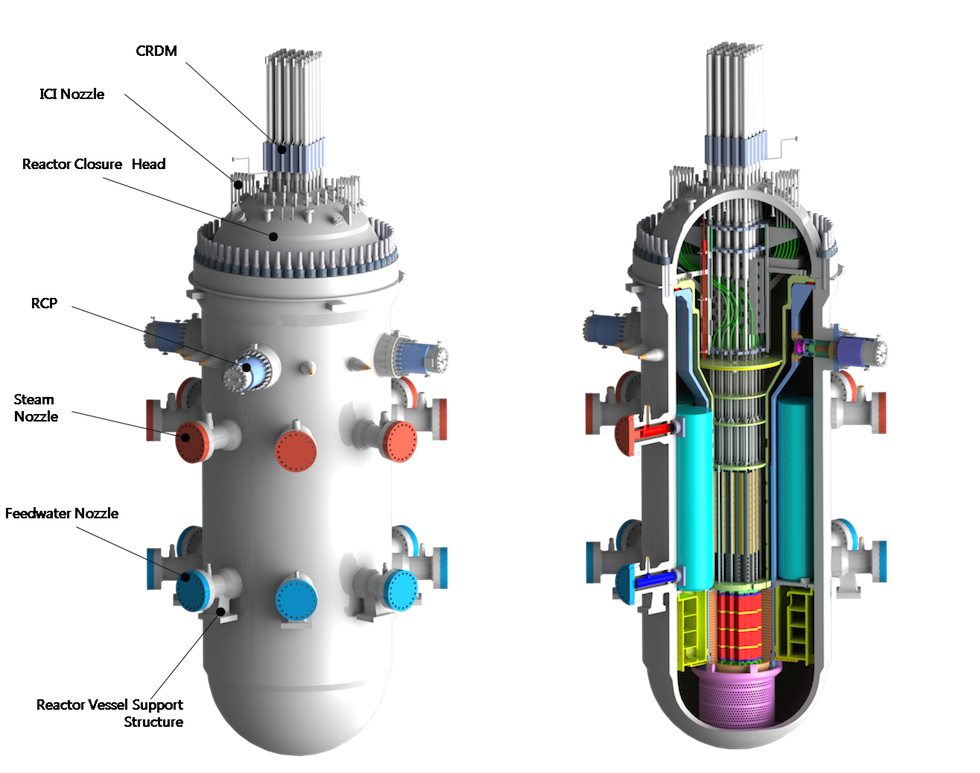 CRDM
ICI Nozzle
Reactor Closure Head
RCP
Steam
Nozzle
Feedwater Nozzle
Reactor Vessel Support
Structure